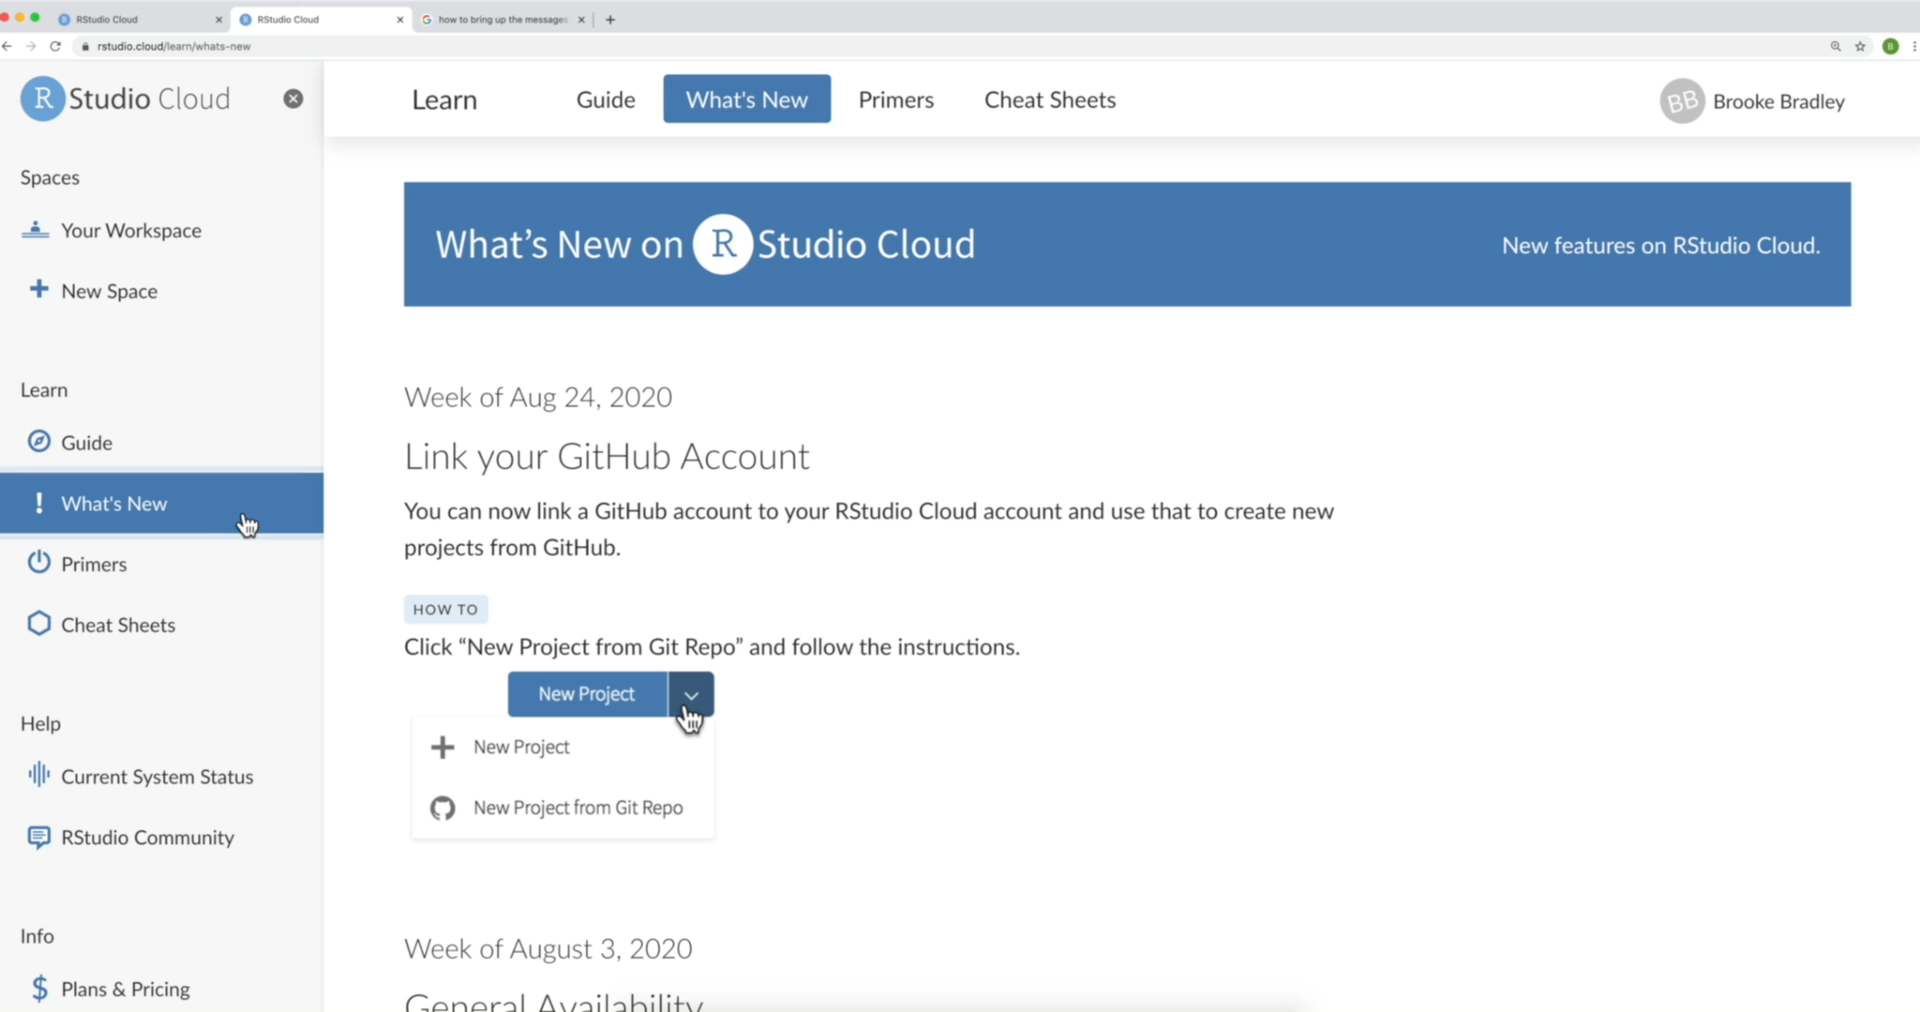 RStudio Cloud
RStudio Cloud
how to bring up the messages
rstudio.cloud/learn/whats-new
B
R Studio Cloud
Learn
Guide
What's New
Primers
Cheat Sheets
BB
Brooke Bradley
Spaces
Your Workspace
New Space
Learn
Guide
What's New
Primers
Cheat Sheets
Help
Current System Status
RStudio Community
Info
Plans & Pricing
What's New on R Studio Cloud
New features on RStudio Cloud.
Week of Aug 24, 2020
Link your GitHub Account
You can now link a GitHub account to your RStudio Cloud account and use that to create new
projects from GitHub.
HOW TO
Click “New Project from Git Repo” and follow the instructions.
New Project
New Project
New Project from Git Repo
Week of August 3, 2020
General Availability